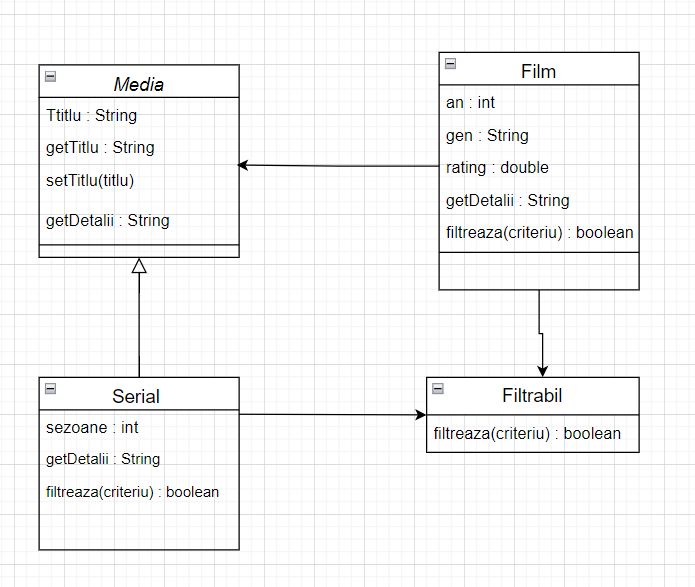 Media
Ttitlu : String
getTitlu : String
setTitlu(titlu)
getDetalii : String
Film
an : int
gen : String
rating : double
getDetalii : String
filtreaza(criteriu) : boolean
Serial
sezoane : int
getDetalii : String
filtreaza(criteriu) : boolean
Filtrabil
filtreaza(criteriu) : boolean